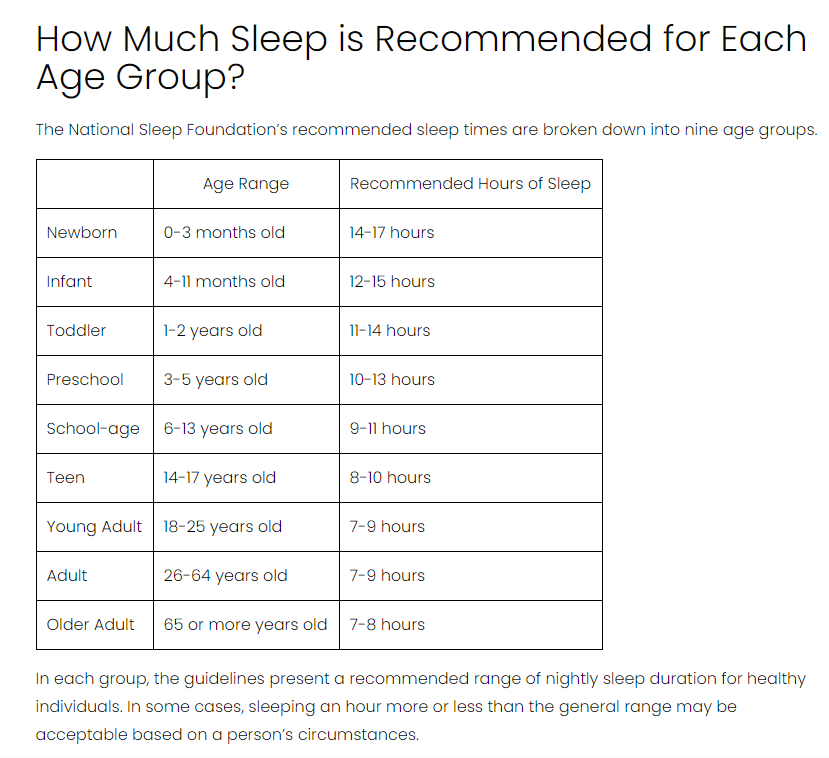 How Much Sleep is Recommended for Each
Age Group?
The National Sleep Foundation's recommended sleep times are broken down into nine age groups.
Age Range Recommended Hours of Sleep
Newborn 0-3 months old 14-17 hours
Infant 4-11 months old 12-15 hours
Toddler 1-2 years old 11-14 hours
Preschool 3-5 years old 10-13 hours
School-age 6-13 years old 9-11 hours
Teen 14-17 years old 8-10 hours
Young Adult 18-25 years old 7-9 hours
Adult 26-64 years old 7-9 hours
Older Adult 65 or more years old 7-8 hours
In each group, the guidelines present a recommended range of nightly sleep duration for healthy
individuals. In some cases, sleeping an hour more or less than the general range may be
acceptable based on a person's circumstances.